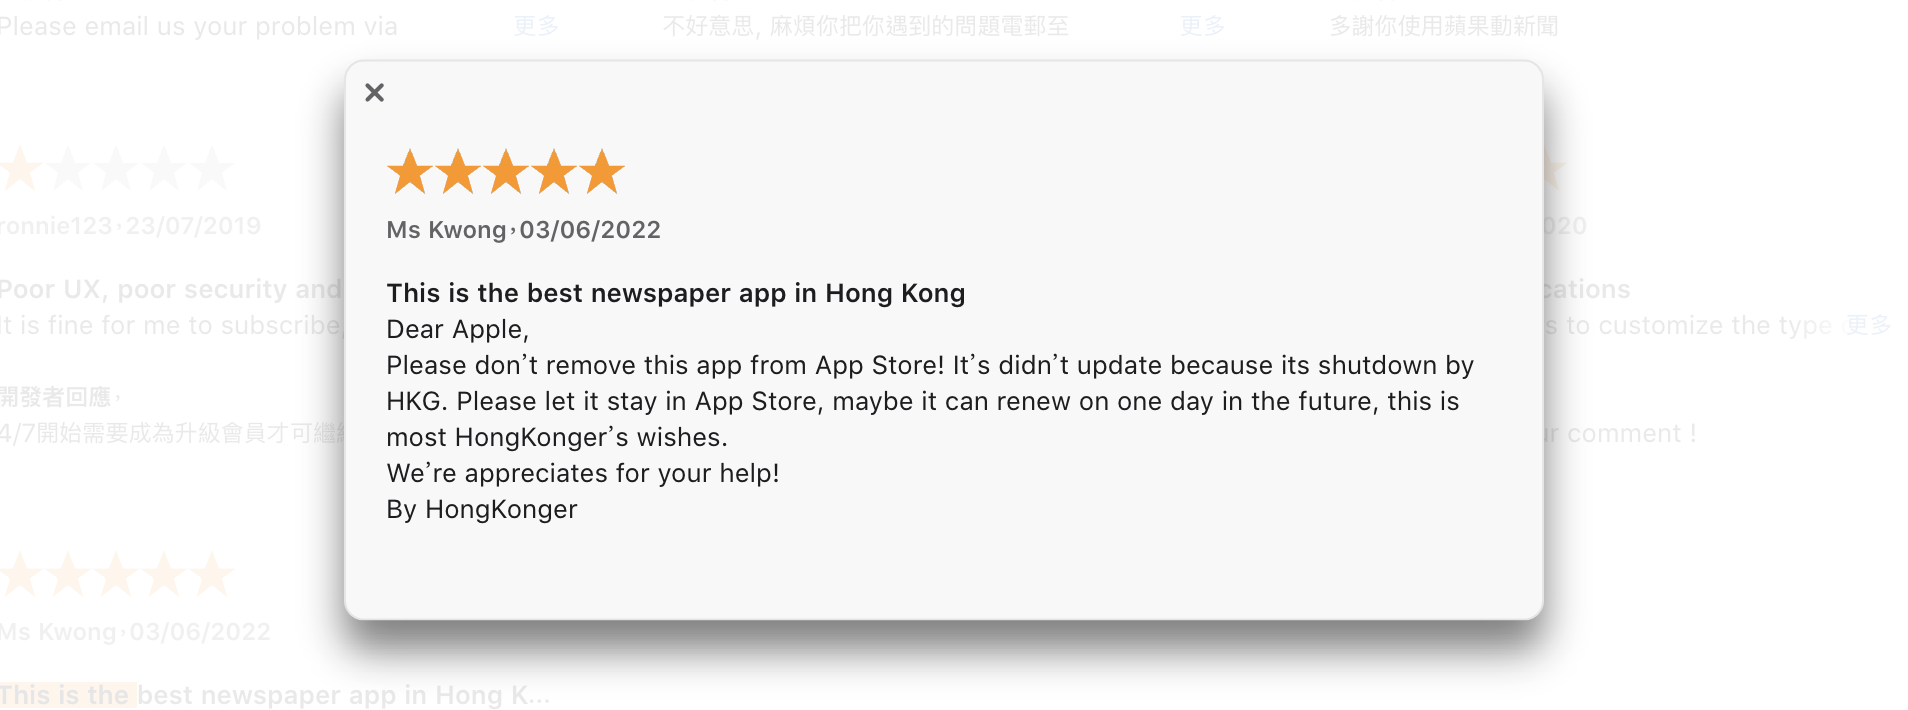 Please email us your problem via 更多
不好意思, 麻煩你把你遇到的問題電郵至 更多
多謝你使用蘋果動新聞
ronnie123, 23/07/2019
Poor UX, poor security and
It is fine for me to subscribe,
開發者回應,
4/7開始需要成為升級會員才可繼
Ms Kwong, 03/06/2022
This is the best newspaper app in Hong Kong
Dear Apple,
Please don’t remove this app from App Store! It’s didn’t update because its shutdown by
HKG. Please let it stay in App Store, maybe it can renew on one day in the future, this is
most HongKonger’s wishes.
We’re appreciates for your help!
By HongKonger
020
cations
s to customize the type 更多
ur comment !
Ms Kwong, 03/06/2022
This is the best newspaper app in Hong K...